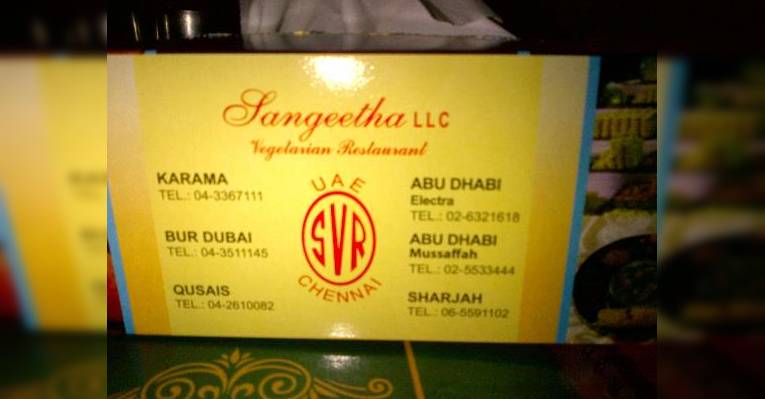 Sangeetha LLC
Vegetarian Restaurant
KARAMA
TEL.: 04-3367111
BUR DUBAI
TEL.: 04-3511145
QUSAIS
TEL.: 04-2610082
UAE
SVR
CHENNAI
ABU DHABI
Electra
TEL.: 02-6321618
ABU DHABI
Mussaffah
TEL.: 02-5533444
SHARJAH
TEL.: 06-5591102